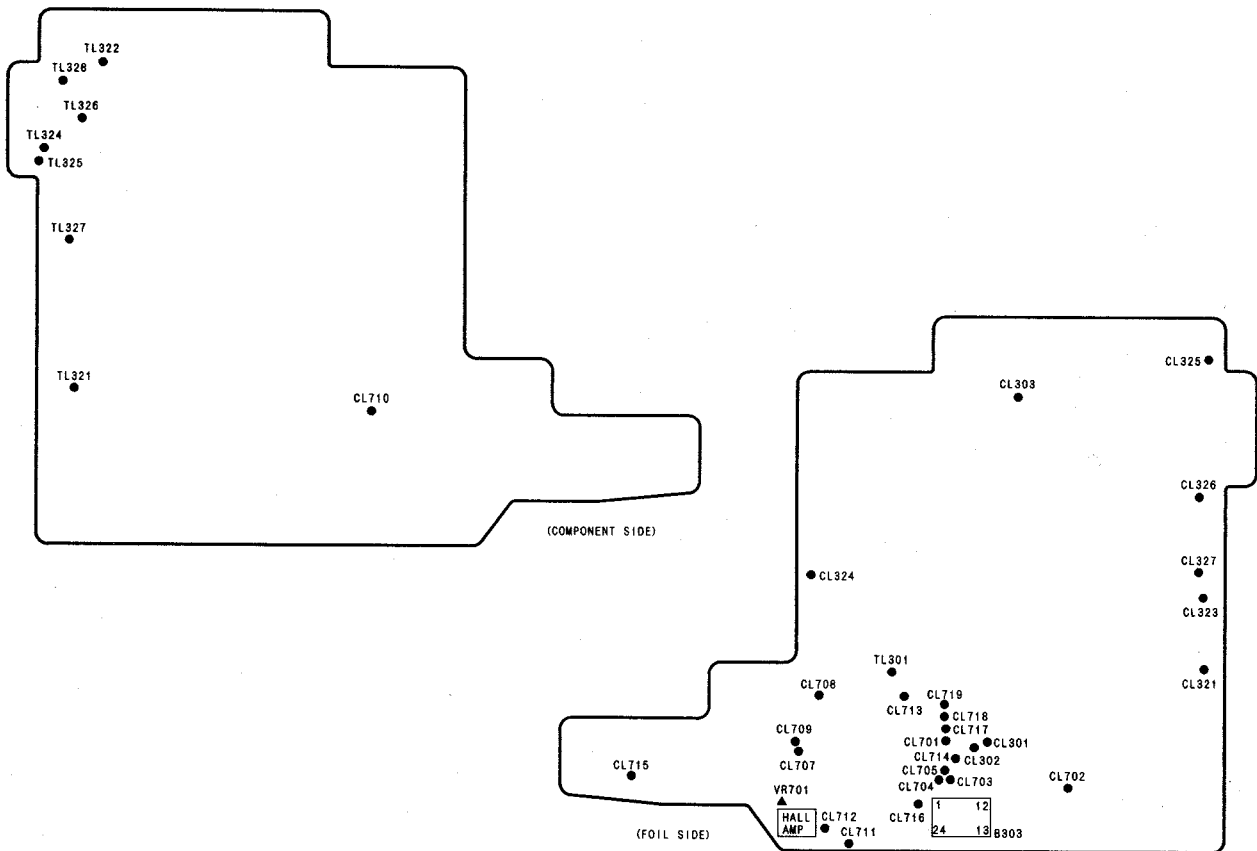 TL322
TL328
TL326
TL324
TL325
TL327
TL321
CL710
(COMPONENT SIDE)
CL325
CL303
CL326
CL324
CL327
CL323
TL301
CL321
CL708
CL713
CL719
CL718
CL717
CL709
CL701
CL301
CL707
CL714
CL302
CL715
CL705
CL704
CL703
CL702
VR701
CL716
1 12
HALL
AMP
CL712
24 13
B303
(FOIL SIDE)
CL711